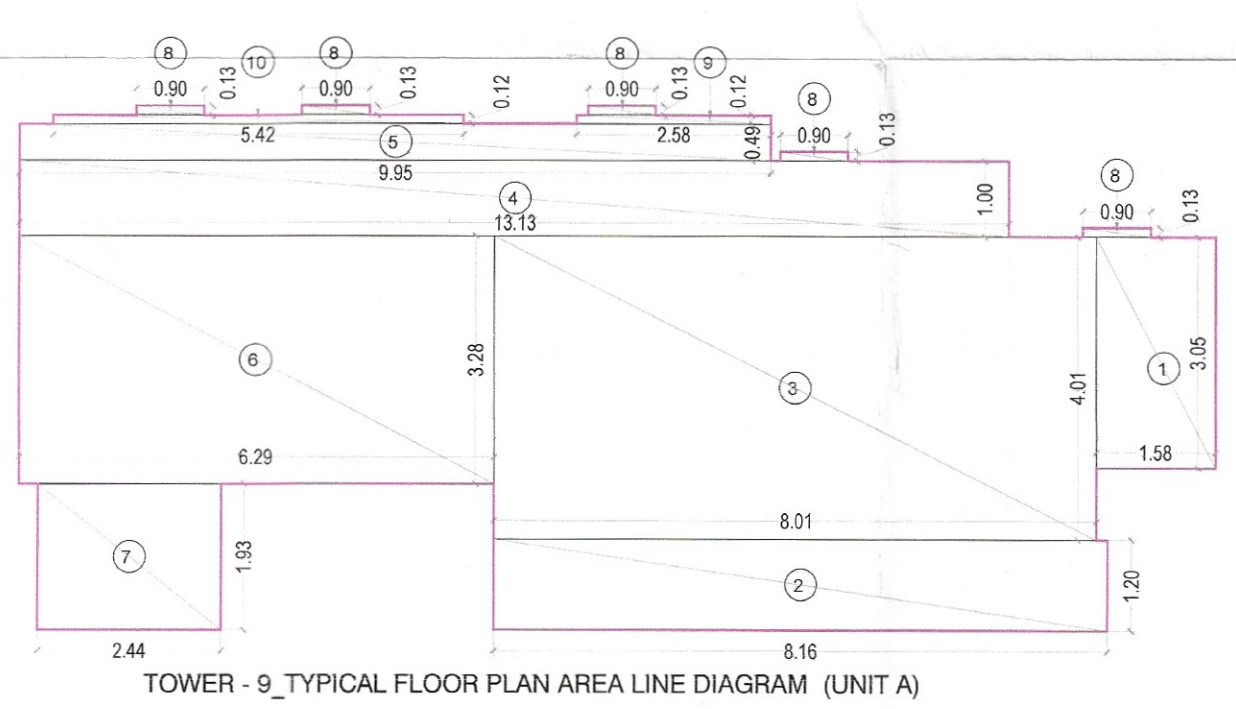 8 8 8
10 9
0.90 0.13 0.90 0.13 0.12 0.90 0.13 0.12 8
5.42 5 2.58 0.49 0.90 0.13
9.95
4 1.00 8
13.13 0.90 0.13
6 3.28 3 4.01 1 3.05
6.29 1.58
8.01
7 1.93 2 1.20
2.44 8.16
TOWER - 9_TYPICAL FLOOR PLAN AREA LINE DIAGRAM (UNIT A)